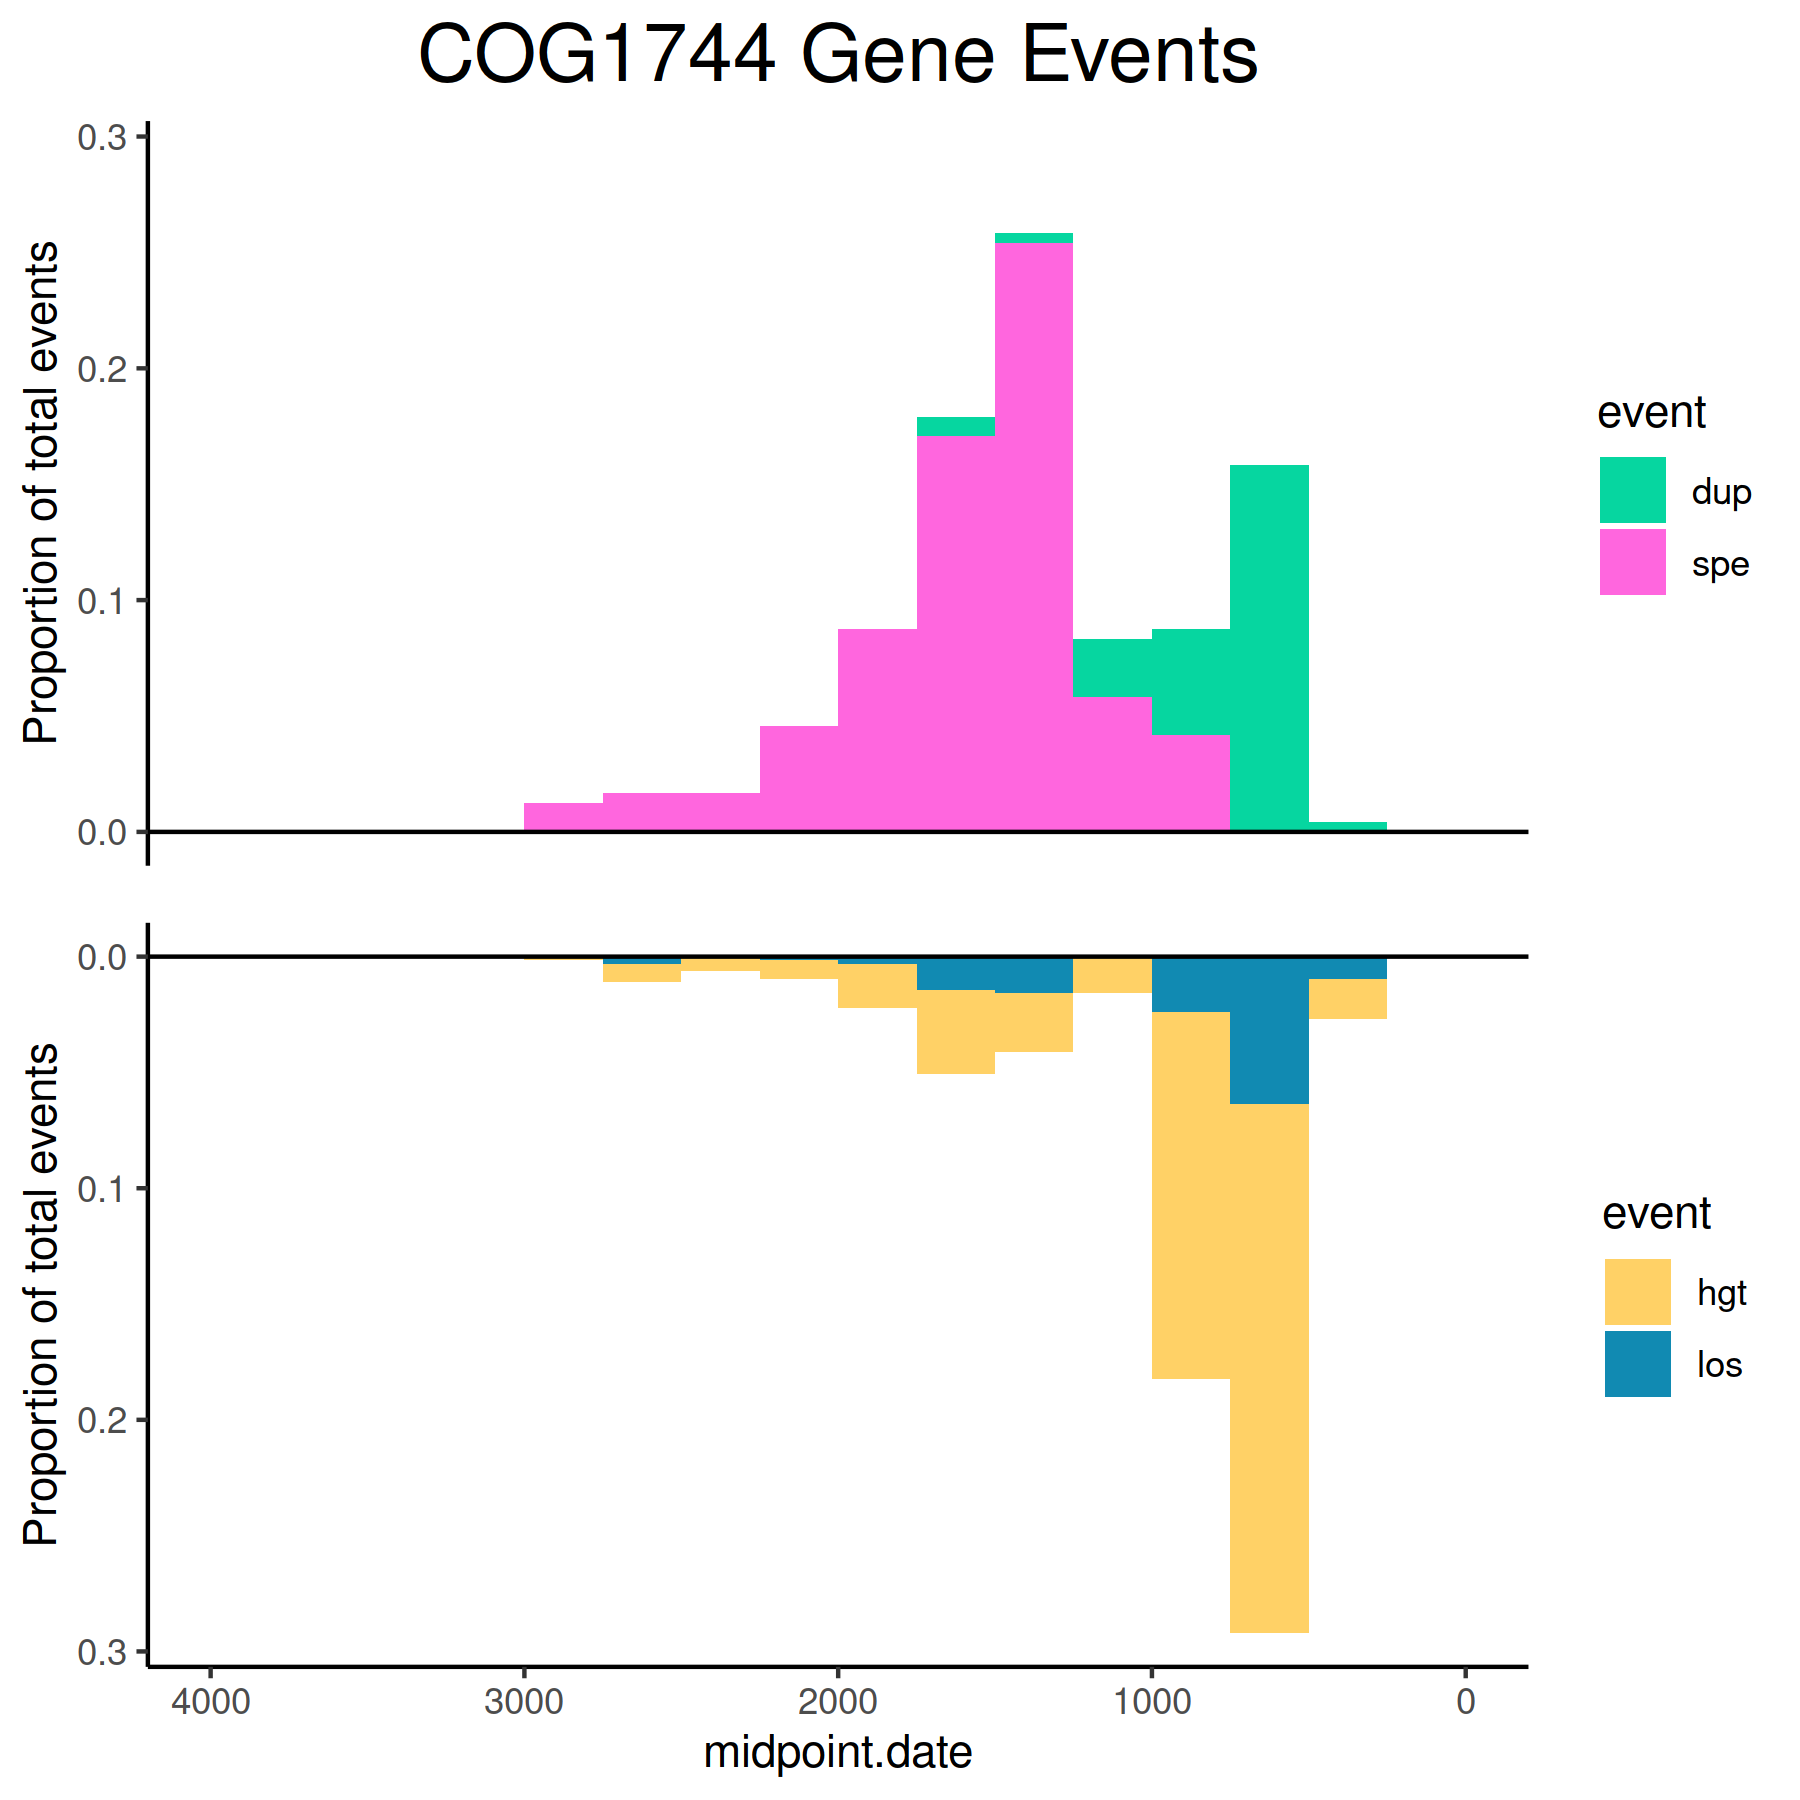 COG1744 Gene Events
Proportion of total events
0.3
0.2
0.1
0.0
event
dup
spe
Proportion of total events
0.0
0.1
0.2
0.3
event
hgt
los
4000 3000 2000 1000 0
midpoint.date